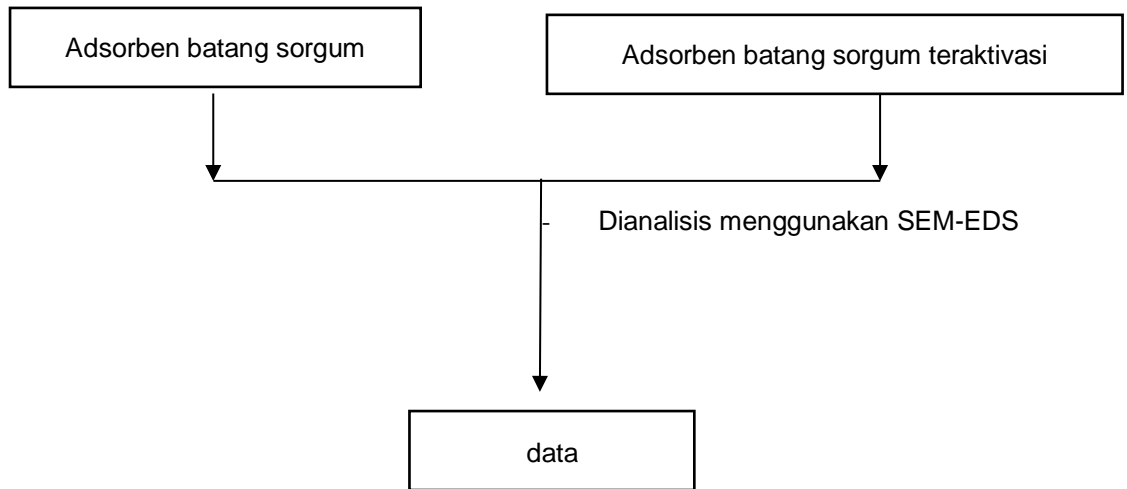 Adsorben batang sorgum
Adsorben batang sorgum teraktivasi
- Dianalisis menggunakan SEM-EDS
data